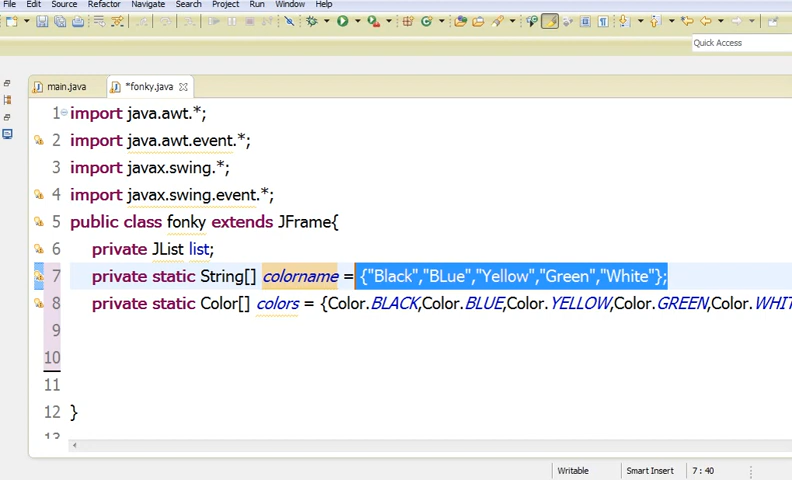 File Edit Source Refactor Navigate Search Project Run Window Help
Quick Access
main.java *fonky.java
1 import java.awt.*;
2 import java.awt.event.*;
3 import javax.swing.*;
4 import javax.swing.event.*;
5 public class fonky extends JFrame{
6 private JList list;
7 private static String[] colorname = {"Black","BLue","Yellow","Green","White"};
8 private static Color[] colors = {Color.BLACK,Color.BLUE,Color.YELLOW,Color.GREEN,Color.WHIT
9
10
11
12 }
13
Writable Smart Insert 7 : 40